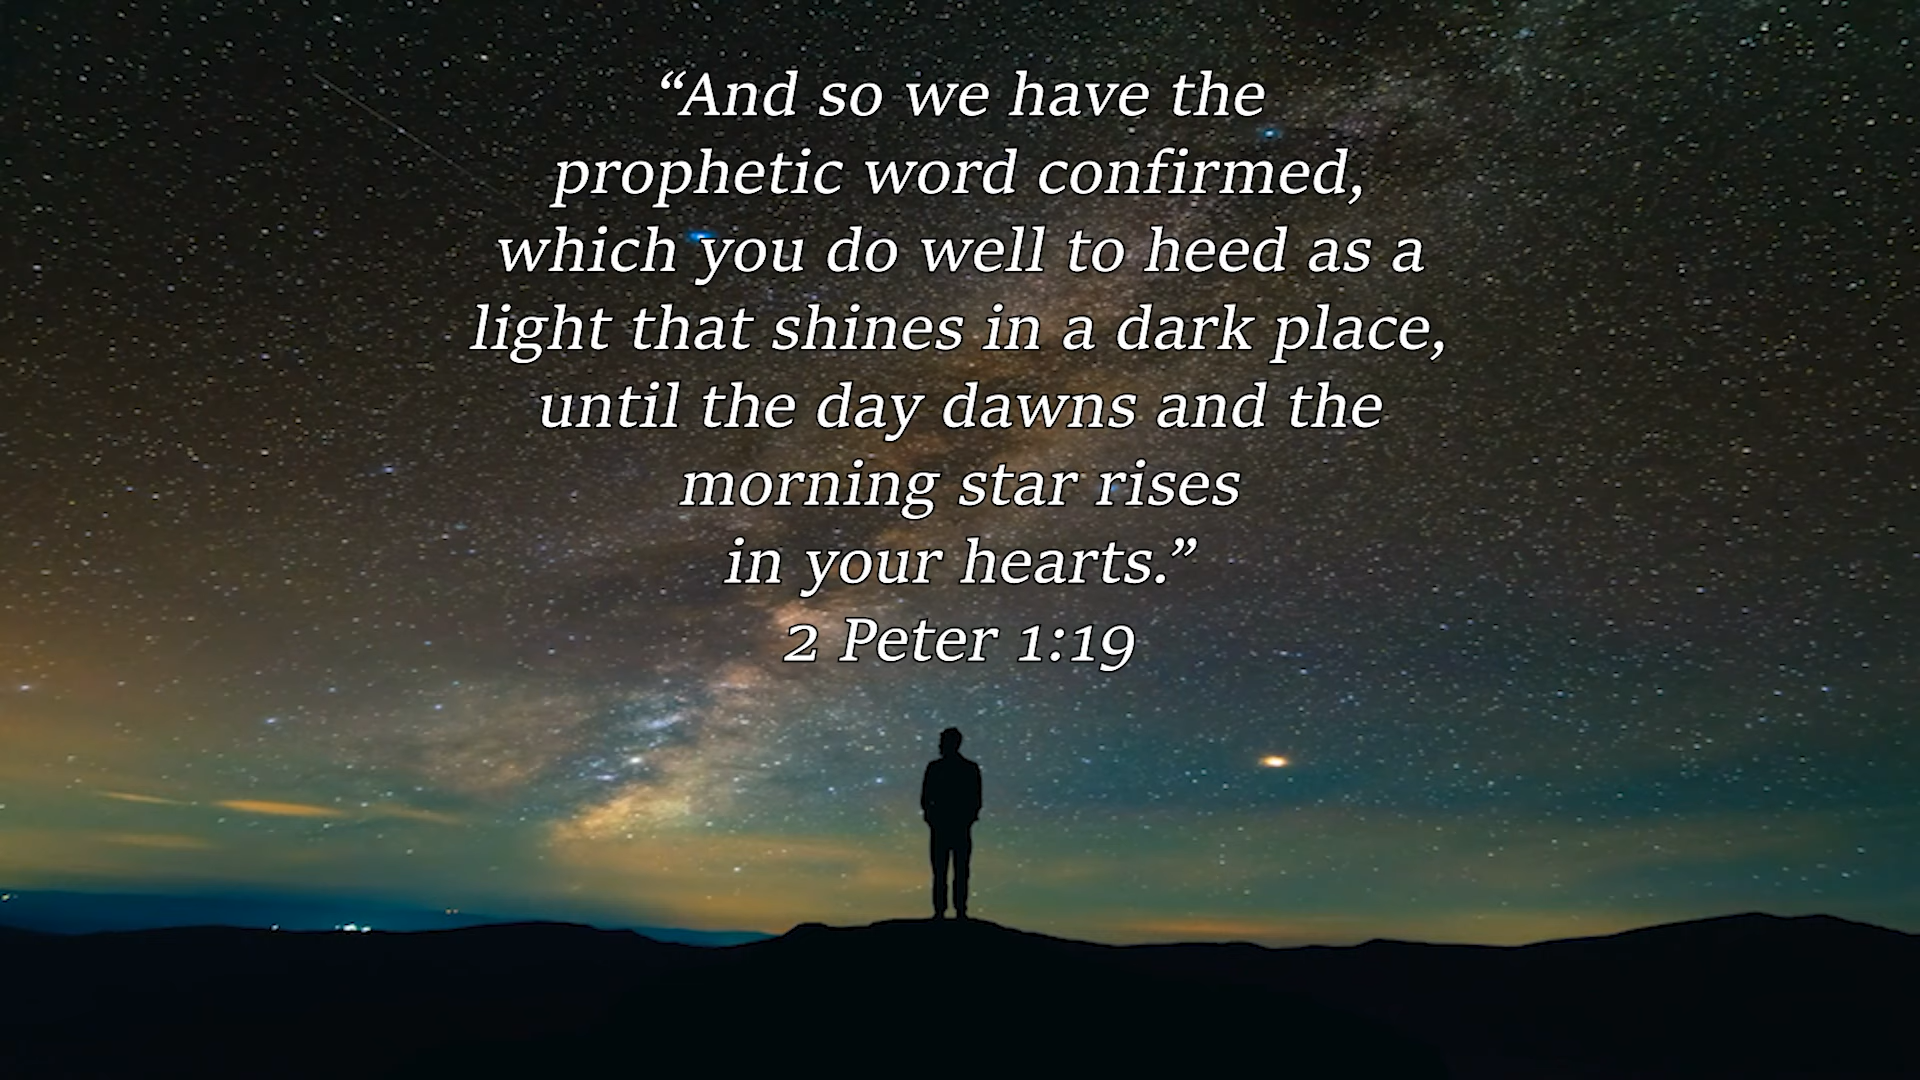 “And so we have the
prophetic word confirmed,
which you do well to heed as a
light that shines in a dark place,
until the day dawns and the
morning star rises
in your hearts.”
2 Peter 1:19